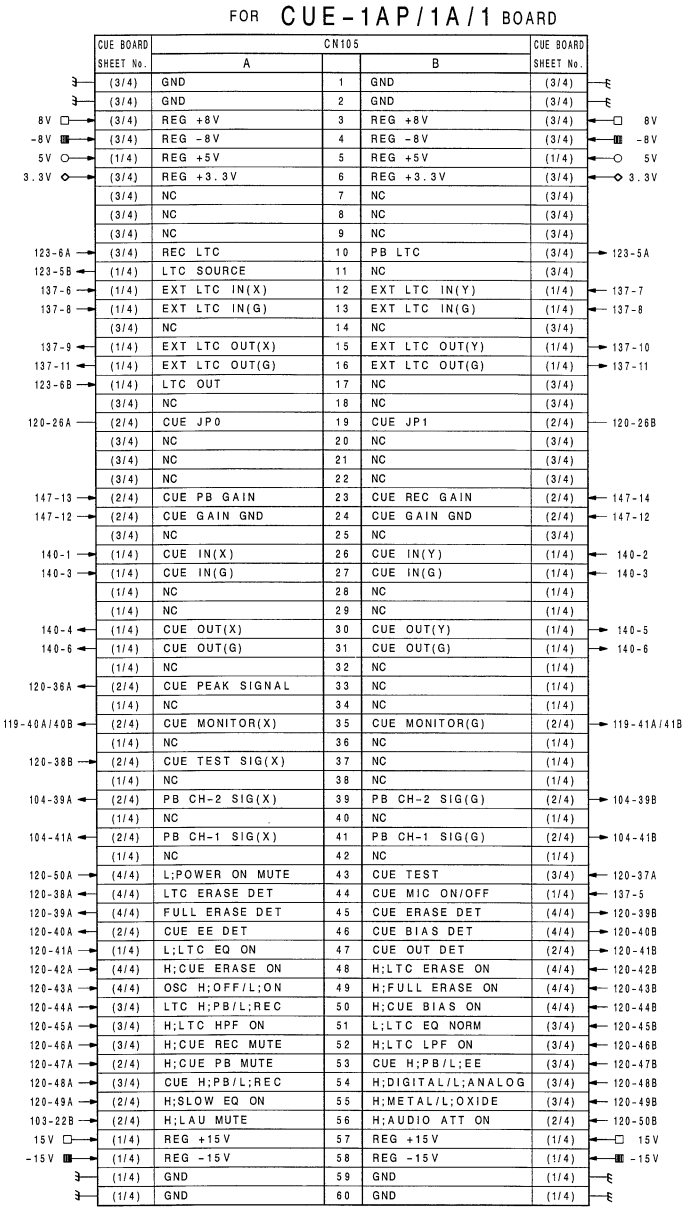 FOR CUE-1AP/1A/1 BOARD
CUE BOARD CN105 CUE BOARD
SHEET No. A B SHEET No.
(3/4) GND 1 GND (3/4)
(3/4) GND 2 GND (3/4)
8V (3/4) REG +8V 3 REG +8V (3/4) 8V
-8V (3/4) REG -8V 4 REG -8V (3/4) -8V
5V (1/4) REG +5V 5 REG +5V (1/4) 5V
3.3V (3/4) REG +3.3V 6 REG +3.3V (3/4) 3.3V
(3/4) NC 7 NC (3/4)
(3/4) NC 8 NC (3/4)
(3/4) NC 9 NC (3/4)
123-6A (3/4) REC LTC 10 PB LTC (3/4) 123-5A
123-5B (1/4) LTC SOURCE 11 NC (3/4)
137-6 (1/4) EXT LTC IN(X) 12 EXT LTC IN(Y) (1/4) 137-7
137-8 (1/4) EXT LTC IN(G) 13 EXT LTC IN(G) (1/4) 137-8
(3/4) NC 14 NC (3/4)
137-9 (1/4) EXT LTC OUT(X) 15 EXT LTC OUT(Y) (1/4) 137-10
137-11 (1/4) EXT LTC OUT(G) 16 EXT LTC OUT(G) (1/4) 137-11
123-6B (1/4) LTC OUT 17 NC (3/4)
(3/4) NC 18 NC (3/4)
120-26A (2/4) CUE JP0 19 CUE JP1 (2/4) 120-26B
(3/4) NC 20 NC (3/4)
(3/4) NC 21 NC (3/4)
(3/4) NC 22 NC (3/4)
147-13 (2/4) CUE PB GAIN 23 CUE REC GAIN (2/4) 147-14
147-12 (2/4) CUE GAIN GND 24 CUE GAIN GND (2/4) 147-12
(3/4) NC 25 NC (3/4)
140-1 (1/4) CUE IN(X) 26 CUE IN(Y) (1/4) 140-2
140-3 (1/4) CUE IN(G) 27 CUE IN(G) (1/4) 140-3
(1/4) NC 28 NC (1/4)
(1/4) NC 29 NC (1/4)
140-4 (1/4) CUE OUT(X) 30 CUE OUT(Y) (1/4) 140-5
140-6 (1/4) CUE OUT(G) 31 CUE OUT(G) (1/4) 140-6
(1/4) NC 32 NC (1/4)
120-36A (2/4) CUE PEAK SIGNAL 33 NC (1/4)
(1/4) NC 34 NC (1/4)
119-40A/40B (2/4) CUE MONITOR(X) 35 CUE MONITOR(G) (2/4) 119-41A/41B
(1/4) NC 36 NC (1/4)
120-38B (2/4) CUE TEST SIG(X) 37 NC (1/4)
(1/4) NC 38 NC (1/4)
104-39A (2/4) PB CH-2 SIG(X) 39 PB CH-2 SIG(G) (2/4) 104-39B
(1/4) NC 40 NC (1/4)
104-41A (2/4) PB CH-1 SIG(X) 41 PB CH-1 SIG(G) (2/4) 104-41B
(1/4) NC 42 NC (1/4)
120-50A (4/4) L;POWER ON MUTE 43 CUE TEST (3/4) 120-37A
120-38A (4/4) LTC ERASE DET 44 CUE MIC ON/OFF (1/4) 137-5
120-39A (4/4) FULL ERASE DET 45 CUE ERASE DET (4/4) 120-39B
120-40A (2/4) CUE EE DET 46 CUE BIAS DET (4/4) 120-40B
120-41A (1/4) L;LTC EQ ON 47 CUE OUT DET (2/4) 120-41B
120-42A (4/4) H;CUE ERASE ON 48 H;LTC ERASE ON (4/4) 120-42B
120-43A (4/4) OSC H;OFF/L;ON 49 H;FULL ERASE ON (4/4) 120-43B
120-44A (3/4) LTC H;PB/L;REC 50 H;CUE BIAS ON (4/4) 120-44B
120-45A (3/4) H;LTC HPF ON 51 L;LTC EQ NORM (3/4) 120-45B
120-46A (3/4) H;CUE REC MUTE 52 H;LTC LPF ON (3/4) 120-46B
120-47A (2/4) H;CUE PB MUTE 53 CUE H;PB/L;EE (3/4) 120-47B
120-48A (3/4) CUE H;PB/L;REC 54 H;DIGITAL/L;ANALOG (3/4) 120-48B
120-49A (2/4) H;SLOW EQ ON 55 H;METAL/L;OXIDE (3/4) 120-49B
103-22B (2/4) H;LAU MUTE 56 H;AUDIO ATT ON (2/4) 120-50B
15V (1/4) REG +15V 57 REG +15V (1/4) 15V
-15V (1/4) REG -15V 58 REG -15V (1/4) -15V
(1/4) GND 59 GND (1/4)
(1/4) GND 60 GND (1/4)